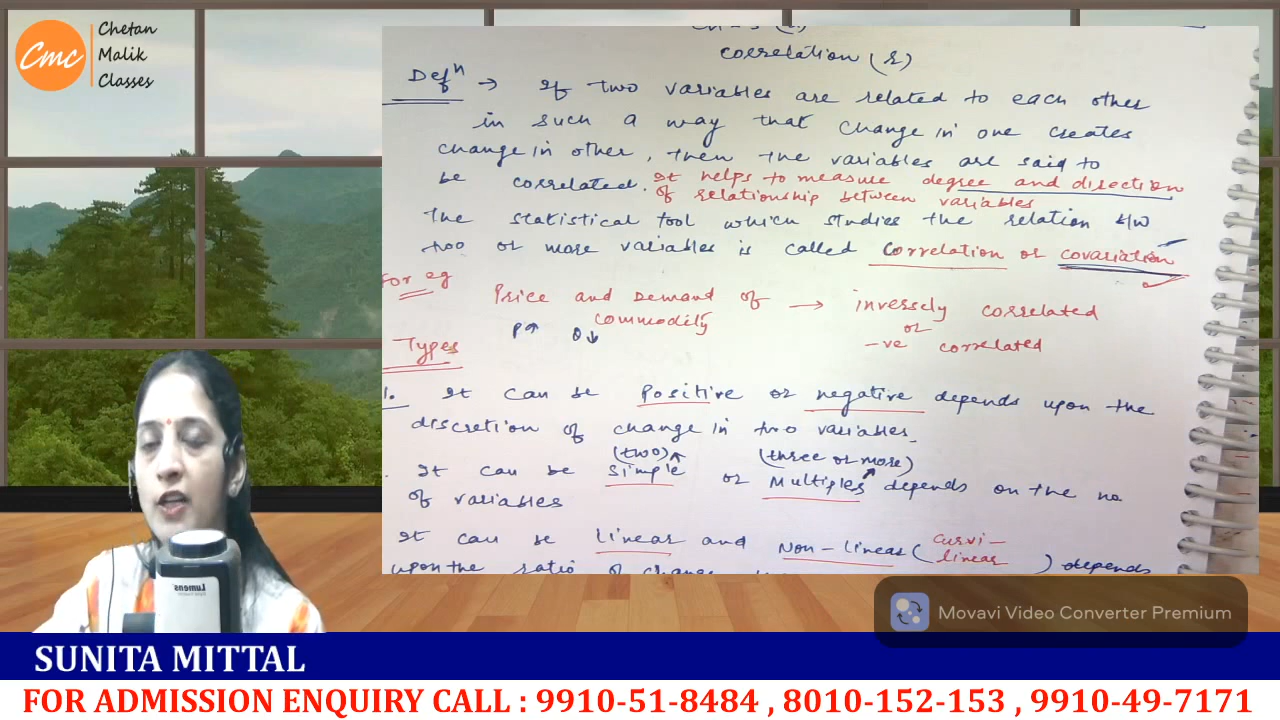 Cmc
Chetan
Malik
Classes
Correlation (r)
Defn → If two variables are related to each other
in such a way that change in one creates
change in other, then the variables are said to
be correlated. It helps to measure degree and direction
of relationship between variables
The statistical tool which studies the relation b/w
two or more variables is called Correlation or covariation
For eg
Price and Demand of → inversely correlated
commodity
or
P↑ Q↓
-ve correlated
Types
1. It can be Positive or negative depends upon the
discretion of change in two variables.
(two) (three or more)
It can be Simple or Multiples depends on the no
of variables
It can be linear and Non-linear (curvi-
linear) depends
upon the ratio of change
Lumens
Movavi Video Converter Premium
SUNITA MITTAL
FOR ADMISSION ENQUIRY CALL : 9910-51-8484 , 8010-152-153 , 9910-49-7171